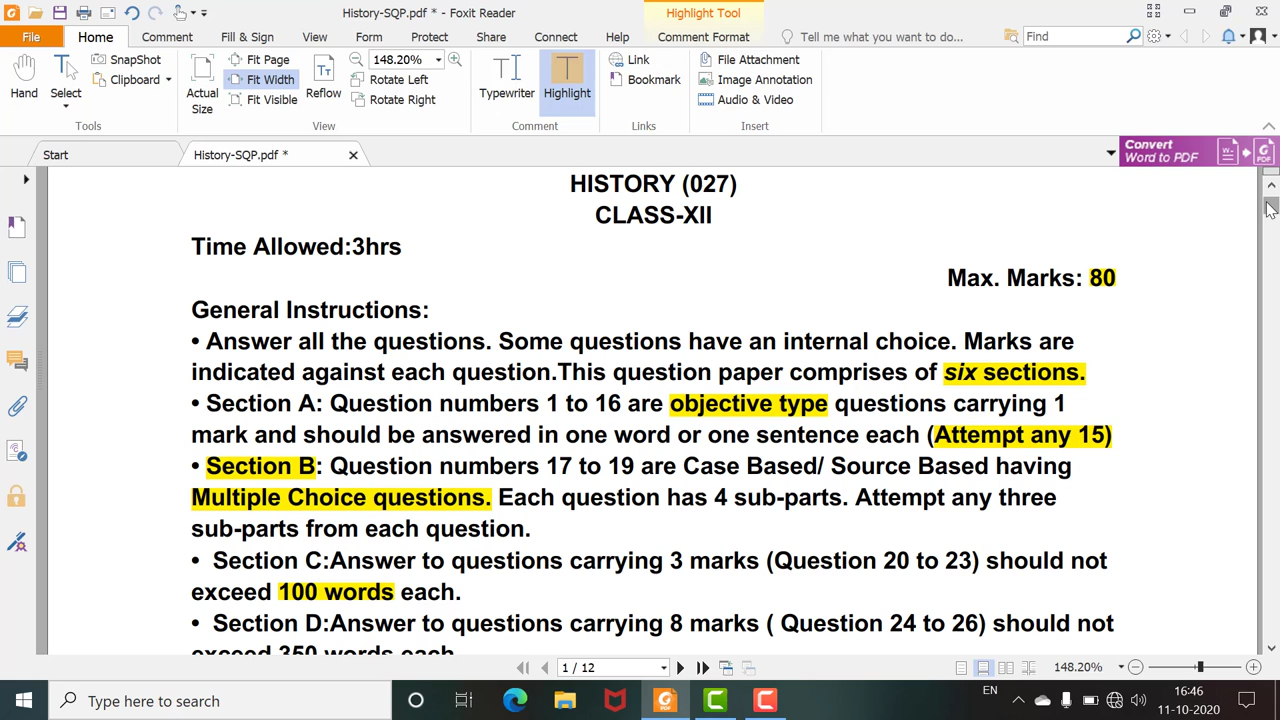 History-SQP.pdf * - Foxit Reader
Highlight Tool
File Home Comment Fill & Sign View Form Protect Share Connect Help Comment Format Tell me what you want to do... Find
Hand
Select
SnapShot
Clipboard
Tools
Actual Size
Fit Page
Fit Width
Fit Visible
Reflow
148.20%
Rotate Left
Rotate Right
View
Typewriter
Highlight
Comment
Link
Bookmark
Links
File Attachment
Image Annotation
Audio & Video
Insert
Start
History-SQP.pdf *
Convert
Word to PDF
HISTORY (027)
CLASS-XII
Time Allowed:3hrs
Max. Marks: 80
General Instructions:
• Answer all the questions. Some questions have an internal choice. Marks are
indicated against each question.This question paper comprises of six sections.
• Section A: Question numbers 1 to 16 are objective type questions carrying 1
mark and should be answered in one word or one sentence each (Attempt any 15)
• Section B: Question numbers 17 to 19 are Case Based/ Source Based having
Multiple Choice questions. Each question has 4 sub-parts. Attempt any three
sub-parts from each question.
• Section C:Answer to questions carrying 3 marks (Question 20 to 23) should not
exceed 100 words each.
• Section D:Answer to questions carrying 8 marks ( Question 24 to 26) should not
exceed 350 words each.
1 / 12
148.20%
Type here to search
EN
16:46
11-10-2020